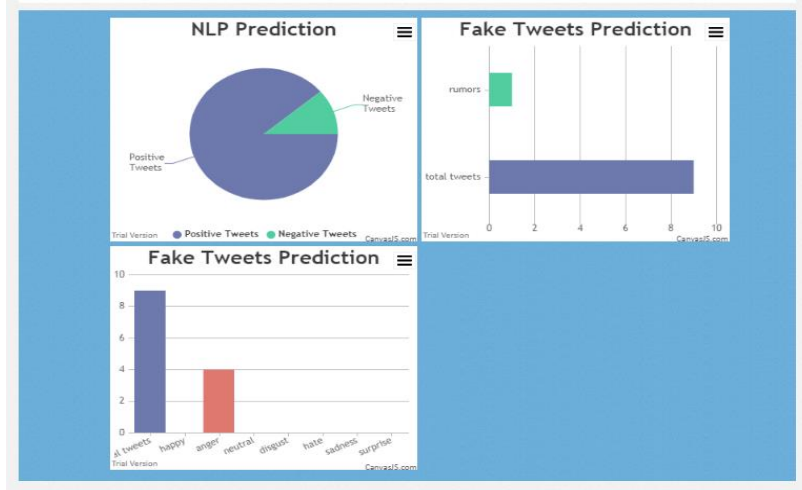 NLP Prediction
Negative
Tweets
Positive
Tweets
Trial Version
Positive Tweets
Negative Tweets
CanvasJS.com
Fake Tweets Prediction
rumors
total tweets
0
2
4
6
8
10
Trial Version
CanvasJS.com
Fake Tweets Prediction
10
8
6
4
2
0
al tweets
happy
anger
neutral
disgust
hate
sadness
surprise
Trial Version
CanvasJS.com